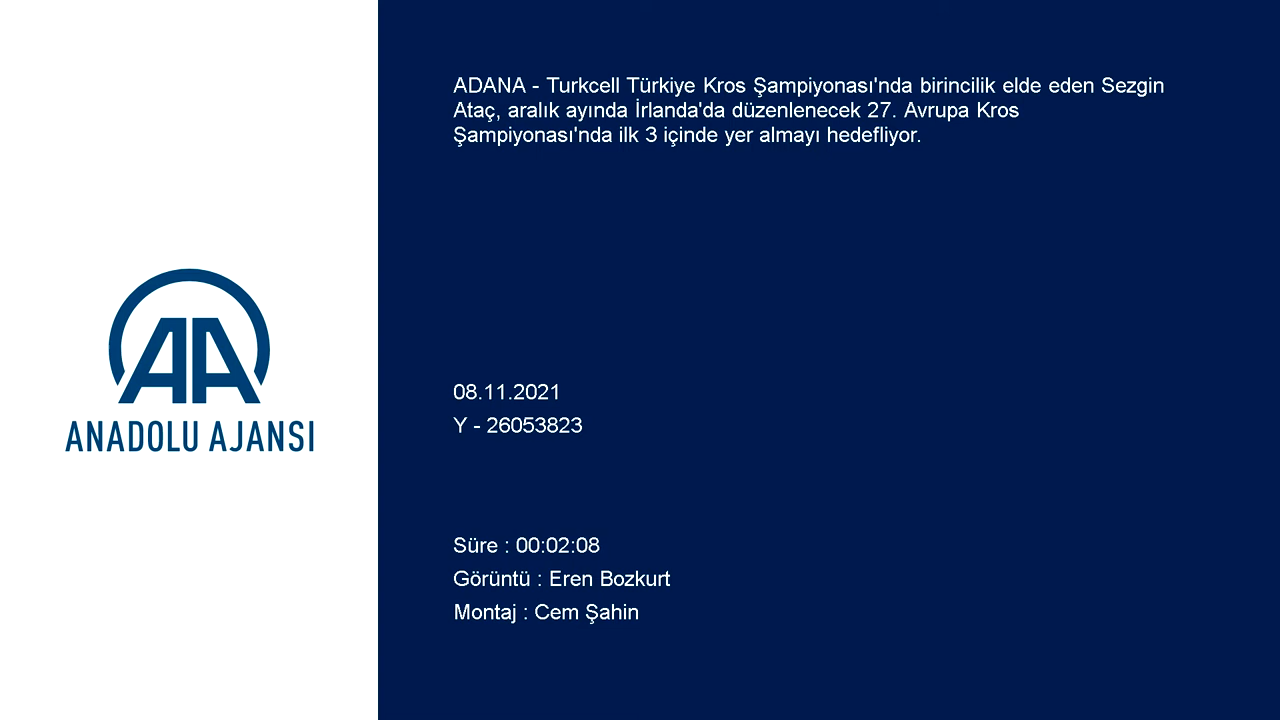 ADANA - Turkcell Türkiye Kros Şampiyonası'nda birincilik elde eden Sezgin
Ataç, aralık ayında İrlanda'da düzenlenecek 27. Avrupa Kros
Şampiyonası'nda ilk 3 içinde yer almayı hedefliyor.
AA
ANADOLU AJANSI
08.11.2021
Y - 26053823
Süre : 00:02:08
Görüntü : Eren Bozkurt
Montaj : Cem Şahin